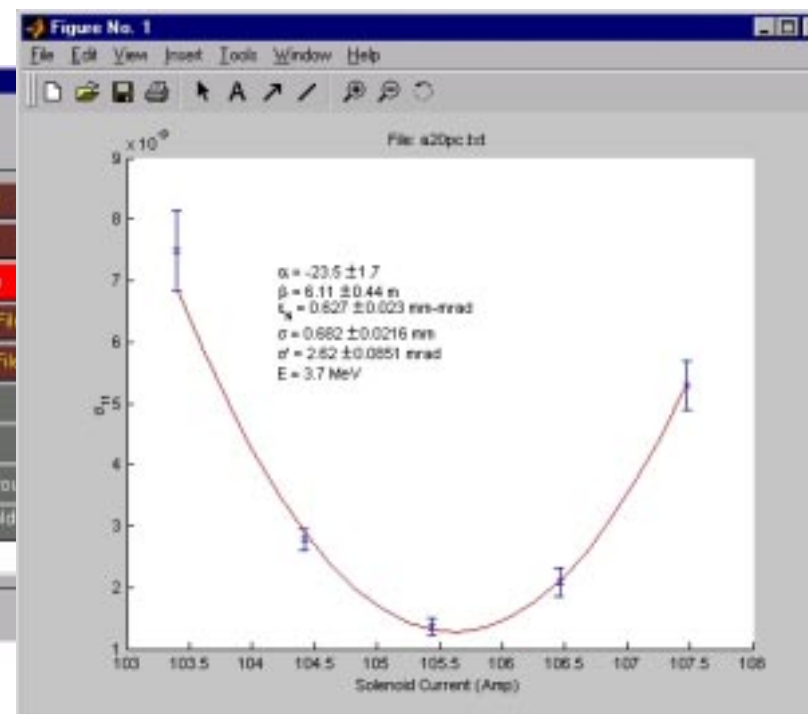 Figure No. 1
File Edit View Insert Tools Window Help
File: a20pc.txt
x 10⁻⁹
9
8
7
6
5
4
3
2
1
σ₁₁
α = -23.5 ±1.7
β = 6.11 ±0.44 m
ε_N = 0.627 ±0.023 mm-mrad
σ = 0.682 ±0.0216 mm
σ' = 2.62 ±0.0851 mrad
E = 3.7 MeV
103 103.5 104 104.5 105 105.5 106 106.5 107 107.5 108
Solenoid Current (Amp)